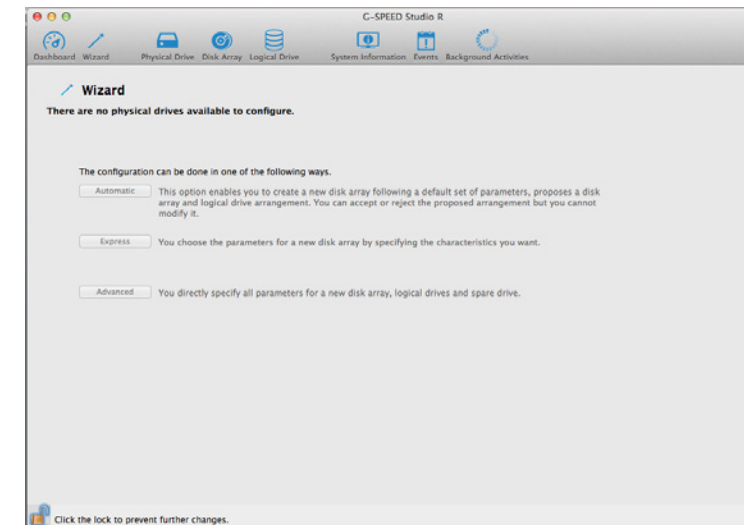 G-SPEED Studio R
Dashboard Wizard Physical Drive Disk Array Logical Drive System Information Events Background Activities
Wizard
There are no physical drives available to configure.
The configuration can be done in one of the following ways.
Automatic This option enables you to create a new disk array following a default set of parameters, proposes a disk
array and logical drive arrangement. You can accept or reject the proposed arrangement but you cannot
modify it.
Express You choose the parameters for a new disk array by specifying the characteristics you want.
Advanced You directly specify all parameters for a new disk array, logical drives and spare drive.
Click the lock to prevent further changes.